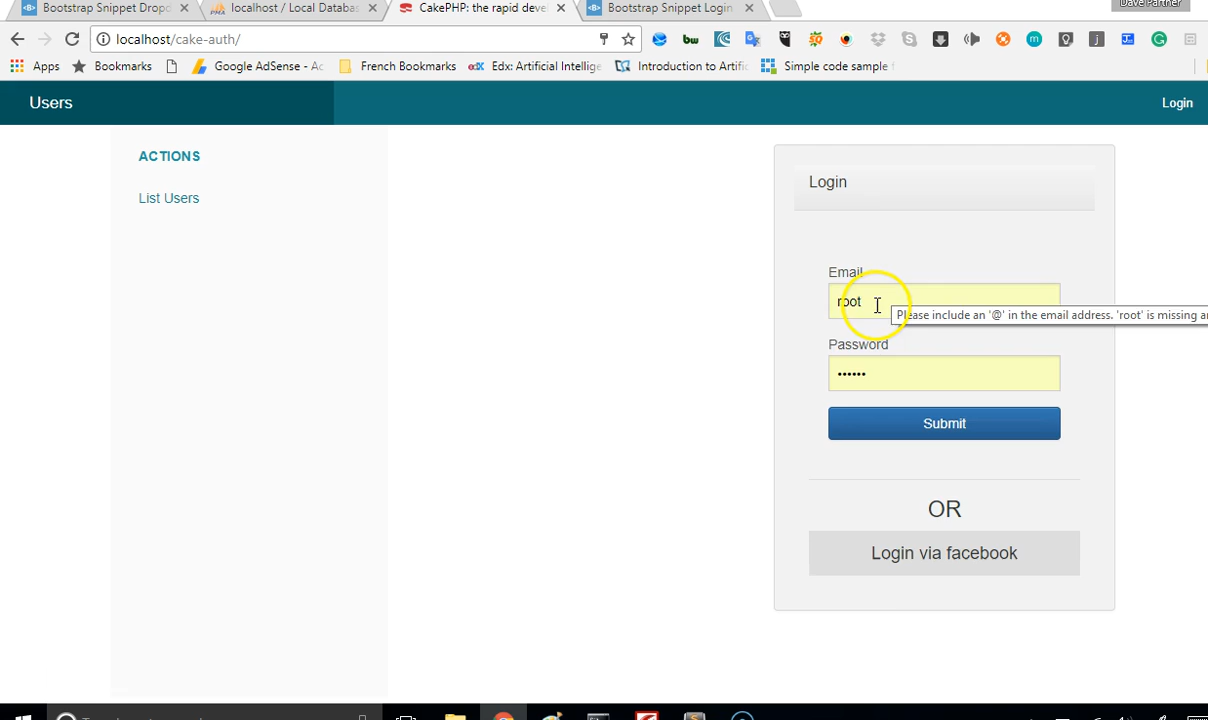 Bootstrap Snippet Dropd
localhost / Local Databas
CakePHP: the rapid deve
Bootstrap Snippet Login
Dave Partner
localhost/cake-auth/
Apps
Bookmarks
Google AdSense - Ac
French Bookmarks
edX
Edx: Artificial Intellige
Introduction to Artific
Simple code sample f
Users
Login
ACTIONS
List Users
Login
Email
root
Please include an '@' in the email address. 'root' is missing an
Password
••••••
Submit
OR
Login via facebook